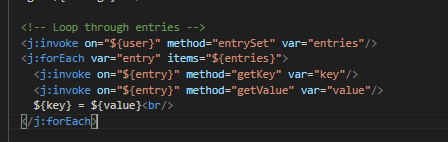 <!-- Loop through entries -->
<j:invoke on="${user}" method="entrySet" var="entries"/>
<j:forEach var="entry" items="${entries}">
<j:invoke on="${entry}" method="getKey" var="key"/>
<j:invoke on="${entry}" method="getValue" var="value"/>
${key} = ${value}<br/>
</j:forEach>